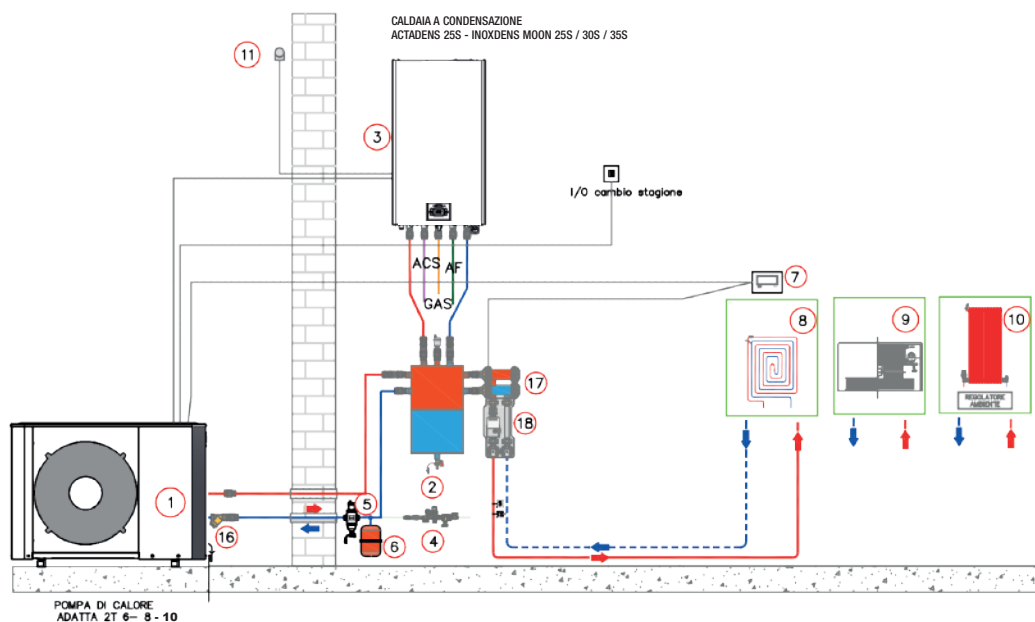 CALDAIA A CONDENSAZIONE
ACTADENS 25S - INOXDENS MOON 25S / 30S / 35S
11
3
I/O cambio stagione
ACS
AF
GAS
7
8
9
10
REGOLATORE
AMBIENTE
17
18
2
1
16
5
6
4
POMPA DI CALORE
ADATTA 2T 6- 8 - 10